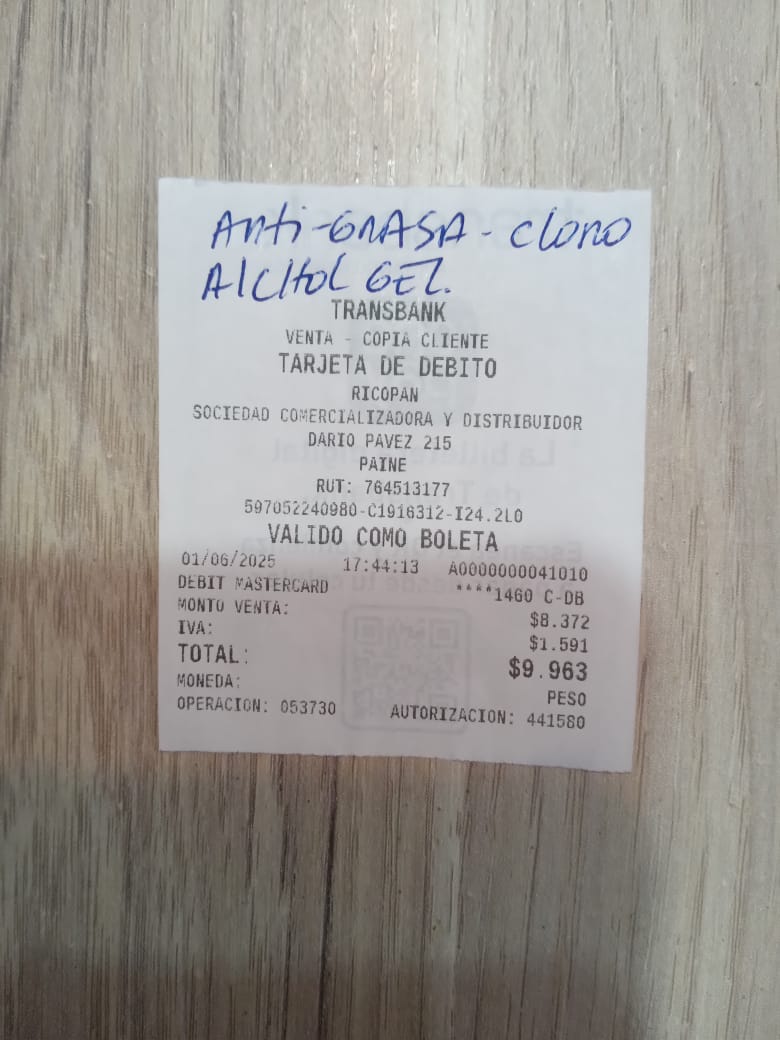 Anti-GRASA - Cloro
AlcHol GEL.
TRANSBANK
VENTA - COPIA CLIENTE
TARJETA DE DEBITO
RICOPAN
SOCIEDAD COMERCIALIZADORA Y DISTRIBUIDOR
DARIO PAVEZ 215
PAINE
RUT: 764513177
597052240980-C1916312-I24.2L0
VALIDO COMO BOLETA
01/06/2025 17:44:13 A0000000041010
DEBIT MASTERCARD ****1460 C-DB
MONTO VENTA: $8.372
IVA: $1.591
TOTAL: $9.963
MONEDA: PESO
OPERACION: 053730 AUTORIZACION: 441580